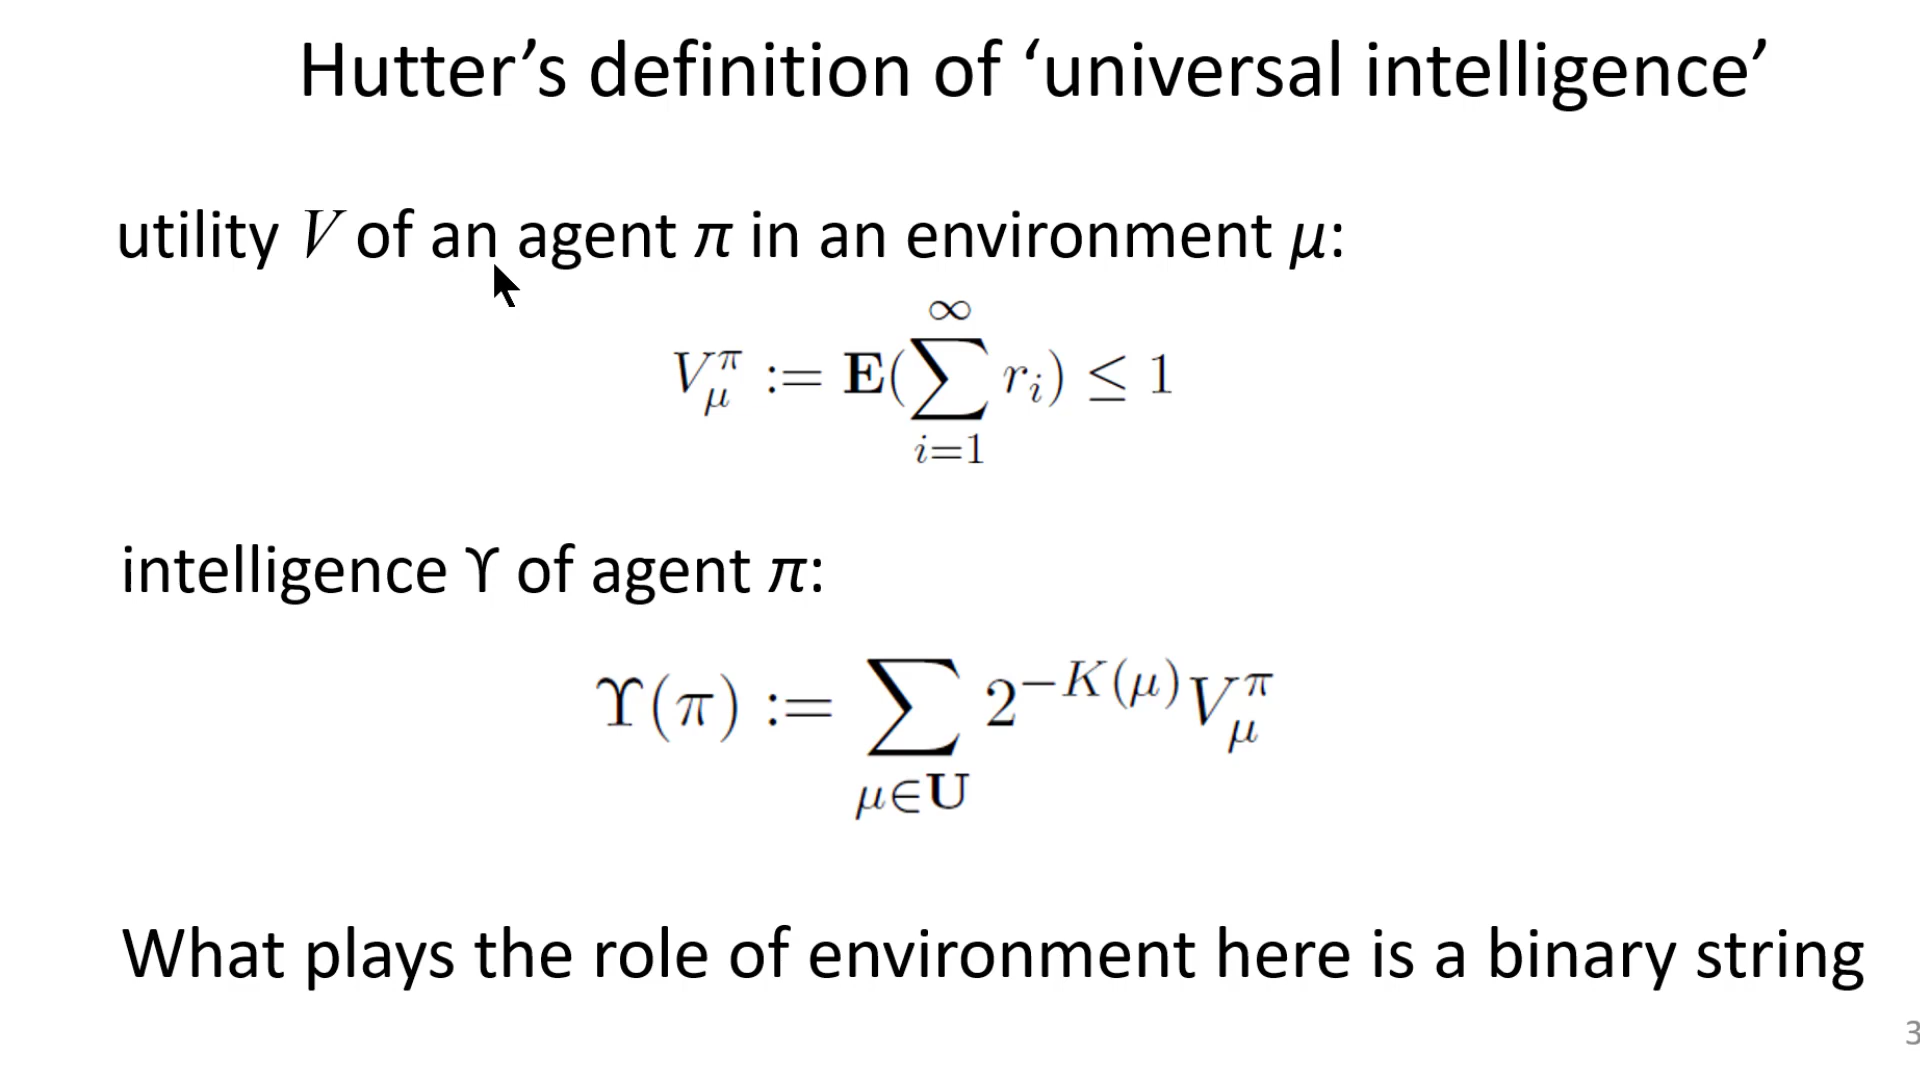 Hutter’s definition of ‘universal intelligence’
utility V of an agent π in an environment μ:
V^π_μ := E(∑_{i=1}^{∞} r_i) ≤ 1
intelligence ϒ of agent π:
ϒ(π) := ∑_{μ∈U} 2^{−K(μ)} V^π_μ
What plays the role of environment here is a binary string
3